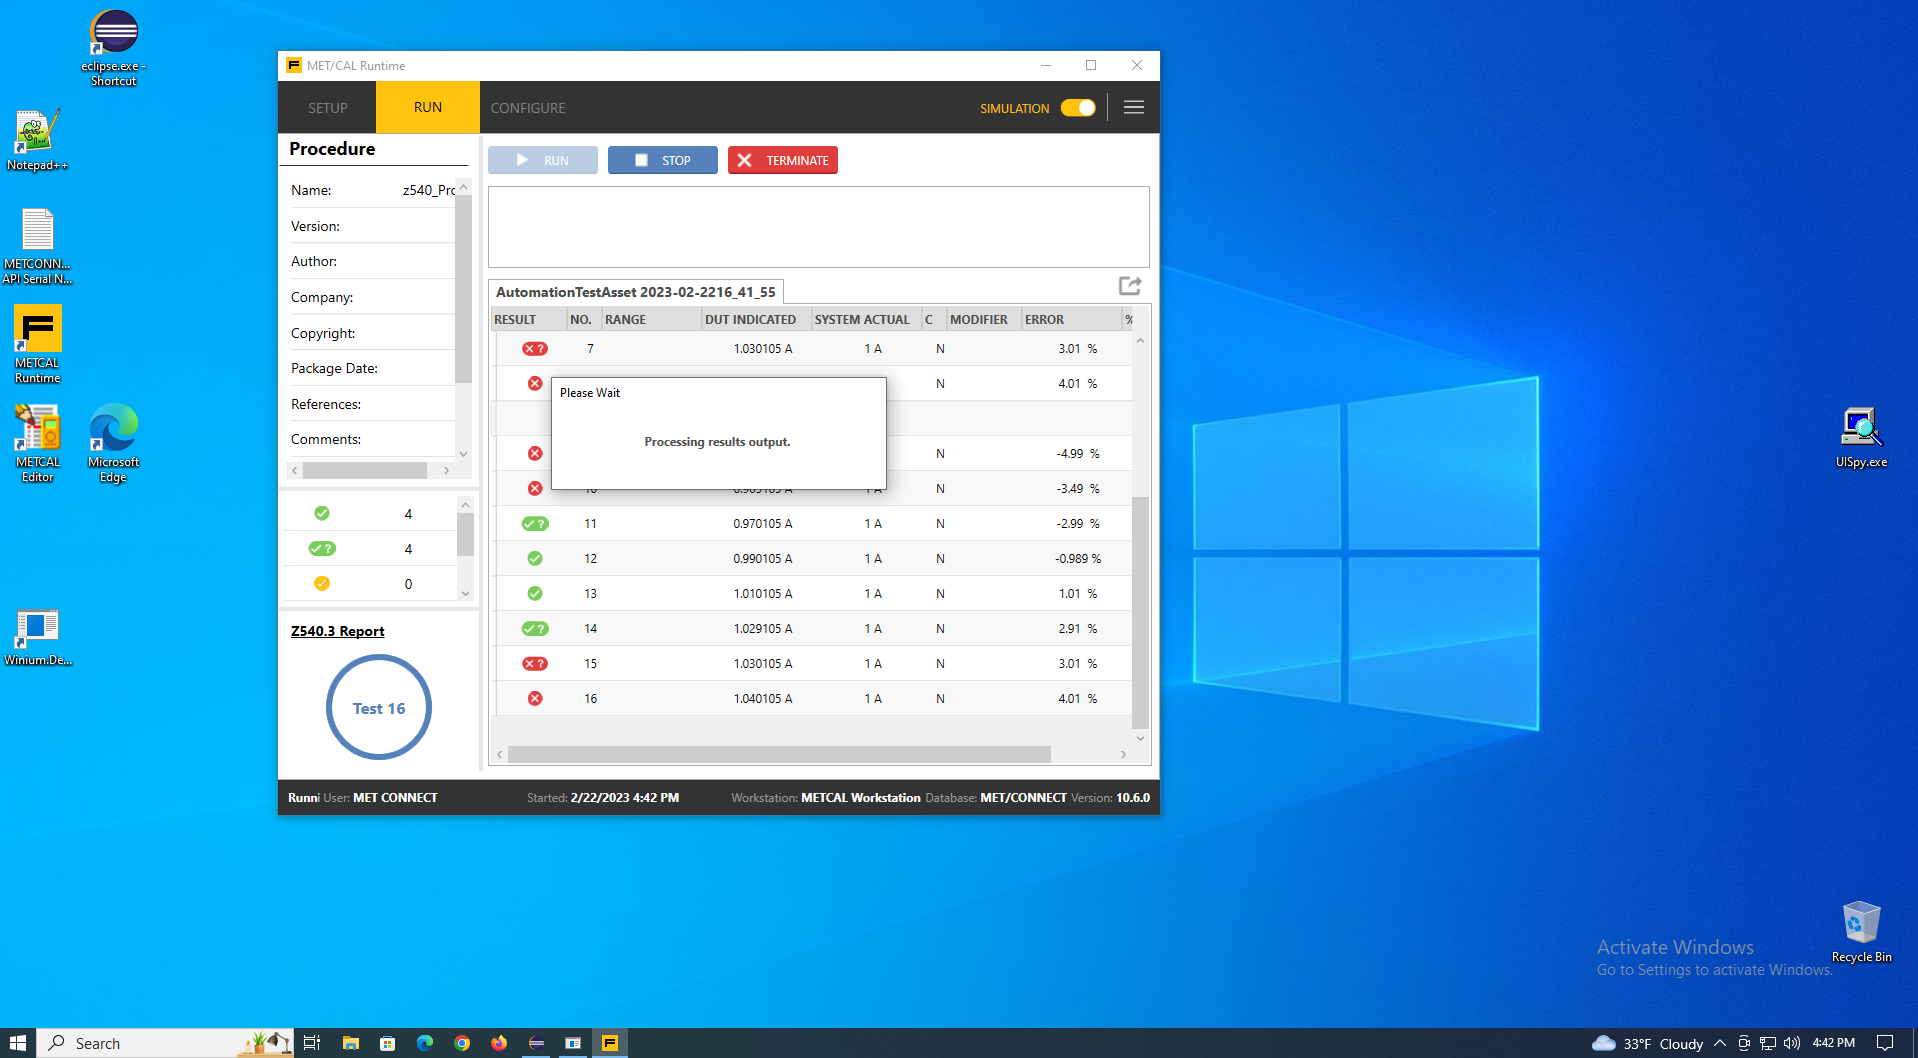 eclipse.exe -
Shortcut
Notepad++
METCONN...
API Serial N...
METCAL
Runtime
METCAL
Editor
Microsoft
Edge
Winium.De...
MET/CAL Runtime
SETUP
RUN
CONFIGURE
SIMULATION
Procedure
Name: z540_Pro
Version:
Author:
Company:
Copyright:
Package Date:
References:
Comments:
4
? 4
0
Z540.3 Report
Test 16
RUN
STOP
TERMINATE
AutomationTestAsset 2023-02-2216_41_55
RESULT NO. RANGE DUT INDICATED SYSTEM ACTUAL C MODIFIER ERROR %
? 7 1.030105 A 1 A N 3.01 %
N 4.01 %
Please Wait
Processing results output.
N -4.99 %
10 0.965105 A 1 A N -3.49 %
? 11 0.970105 A 1 A N -2.99 %
12 0.990105 A 1 A N -0.989 %
13 1.010105 A 1 A N 1.01 %
? 14 1.029105 A 1 A N 2.91 %
? 15 1.030105 A 1 A N 3.01 %
16 1.040105 A 1 A N 4.01 %
Runni User: MET CONNECT Started: 2/22/2023 4:42 PM Workstation: METCAL Workstation Database: MET/CONNECT Version: 10.6.0
UISpy.exe
Activate Windows
Go to Settings to activate Windows.
Recycle Bin
Search
33°F Cloudy
4:42 PM